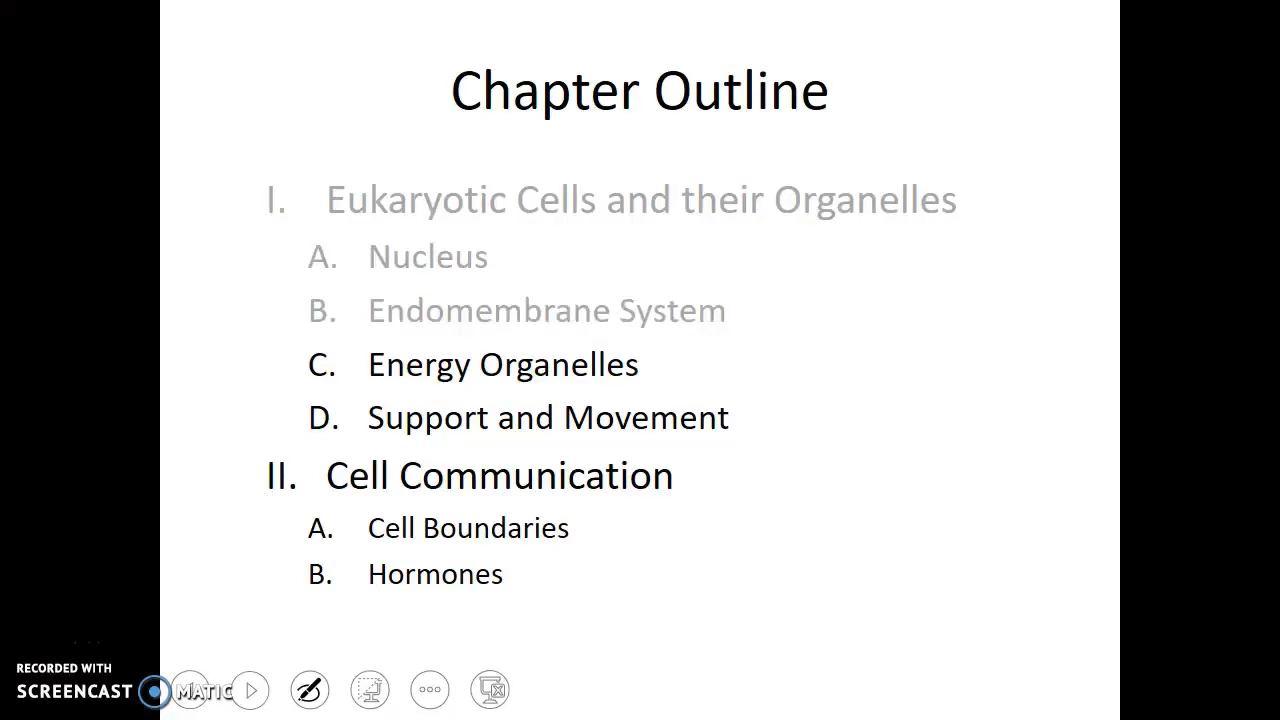 Chapter Outline
I. Eukaryotic Cells and their Organelles
A. Nucleus
B. Endomembrane System
C. Energy Organelles
D. Support and Movement
II. Cell Communication
A. Cell Boundaries
B. Hormones
RECORDED WITH
SCREENCAST MATIC